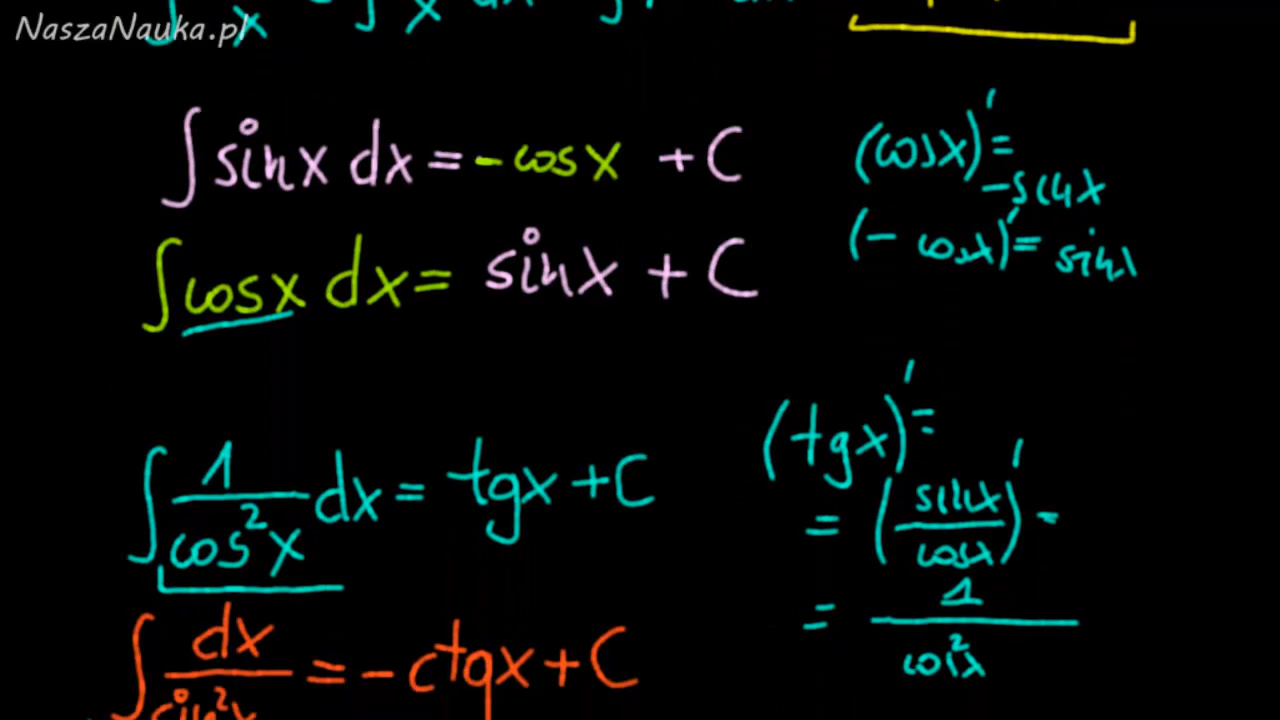 NaszaNauka.pl
∫ sinx dx = -cosx + C
(cosx)' =
-sinx
∫ cosx dx = sinx + C
(-cosx)' = sinx
∫ 1/cos²x dx = tgx + C
(tgx)' =
= (sinx/cosx)' =
= 1/cos²x
∫ dx/sin²x = -ctgx + C